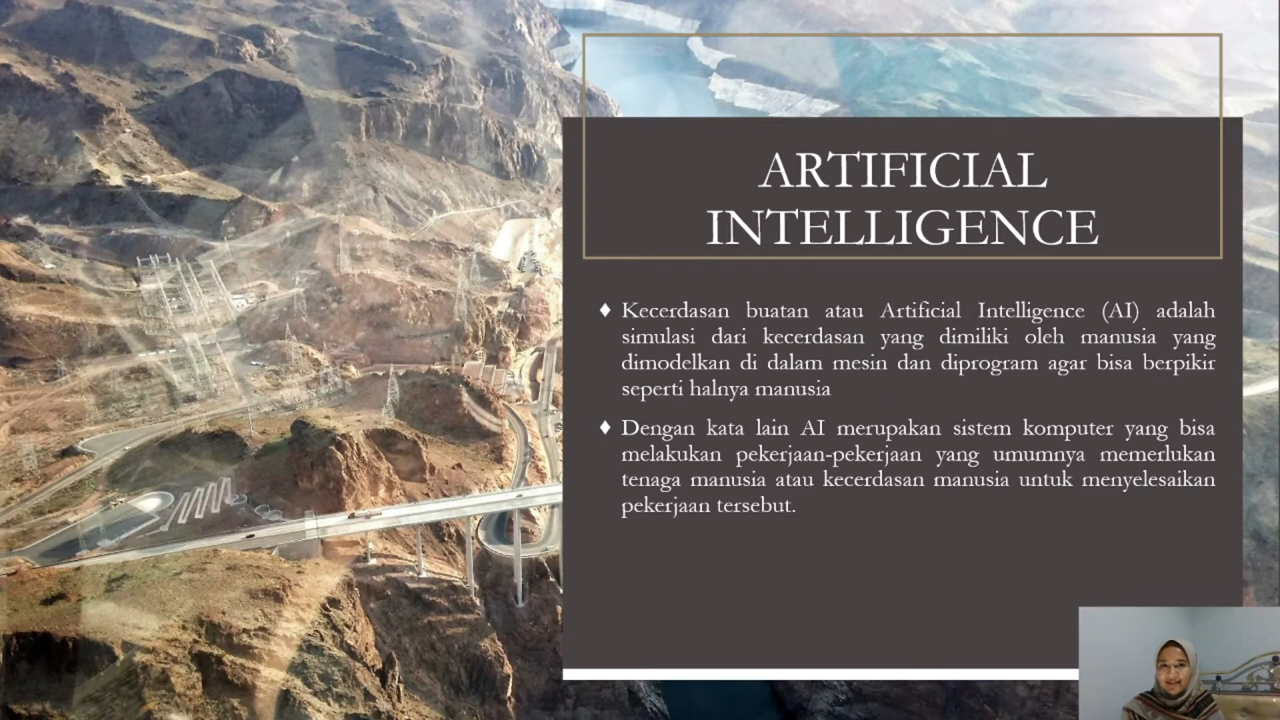 ARTIFICIAL
INTELLIGENCE
♦ Kecerdasan buatan atau Artificial Intelligence (AI) adalah
simulasi dari kecerdasan yang dimiliki oleh manusia yang
dimodelkan di dalam mesin dan diprogram agar bisa berpikir
seperti halnya manusia
♦ Dengan kata lain AI merupakan sistem komputer yang bisa
melakukan pekerjaan-pekerjaan yang umumnya memerlukan
tenaga manusia atau kecerdasan manusia untuk menyelesaikan
pekerjaan tersebut.